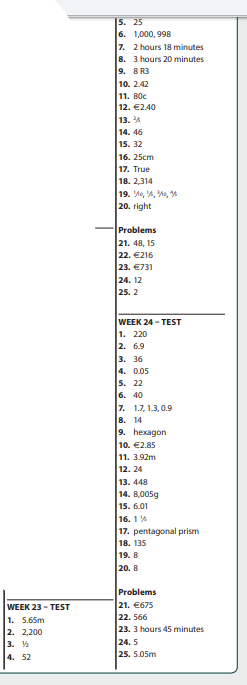 WEEK 23 – TEST
1. 5.65m
2. 2,200
3. ½
4. 52
5. 25
6. 1,000, 998
7. 2 hours 18 minutes
8. 3 hours 20 minutes
9. 8 R3
10. 2.42
11. 80c
12. €2.40
13.
14. 46
15. 32
16. 25cm
17. True
18. 2,314
19. ⅒, ⅕, ³⁄₁₀, ⅘
20. right
Problems
21. 48, 15
22. €216
23. €731
24. 12
25. 2
WEEK 24 – TEST
1. 220
2. 6.9
3. 36
4. 0.05
5. 22
6. 40
7. 1.7, 1.3, 0.9
8. 14
9. hexagon
10. €2.85
11. 3.92m
12. 24
13. 448
14. 8,005g
15. 6.01
16. 1 ⅕
17. pentagonal prism
18. 135
19. 8
20. 8
Problems
21. €675
22. 566
23. 3 hours 45 minutes
24. 5
25. 5.05m